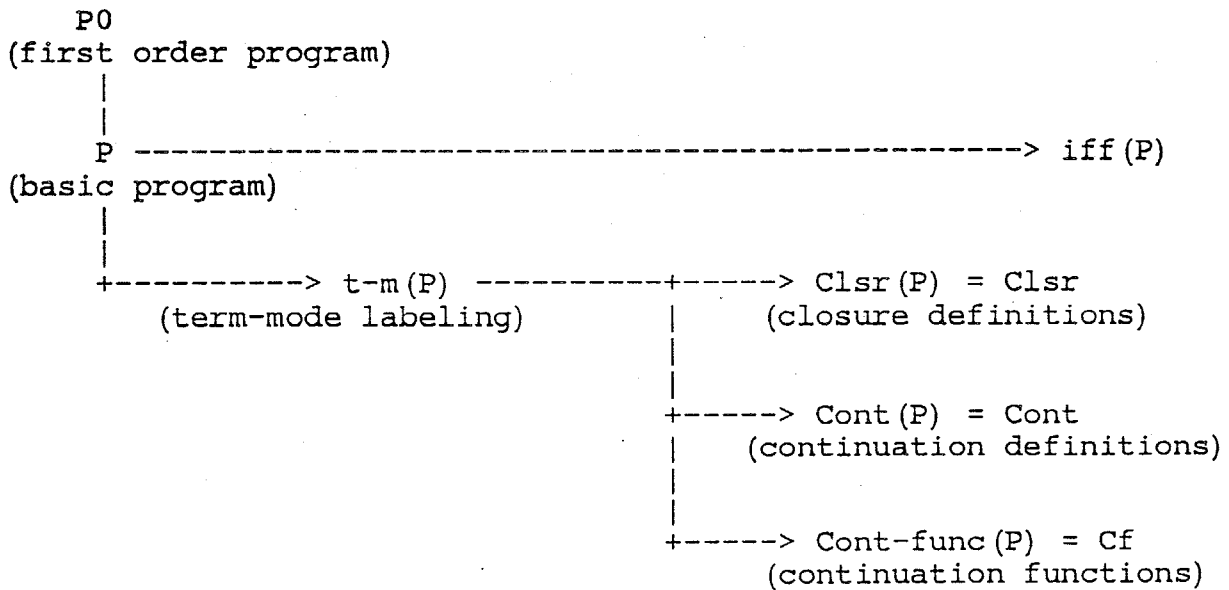 P0
(first order program)
P -----------------------------------------------> iff(P)
(basic program)
+----------> t-m(P) ----------+-----> Clsr(P) = Clsr
(term-mode labeling) (closure definitions)
+-----> Cont(P) = Cont
(continuation definitions)
+-----> Cont-func(P) = Cf
(continuation functions)